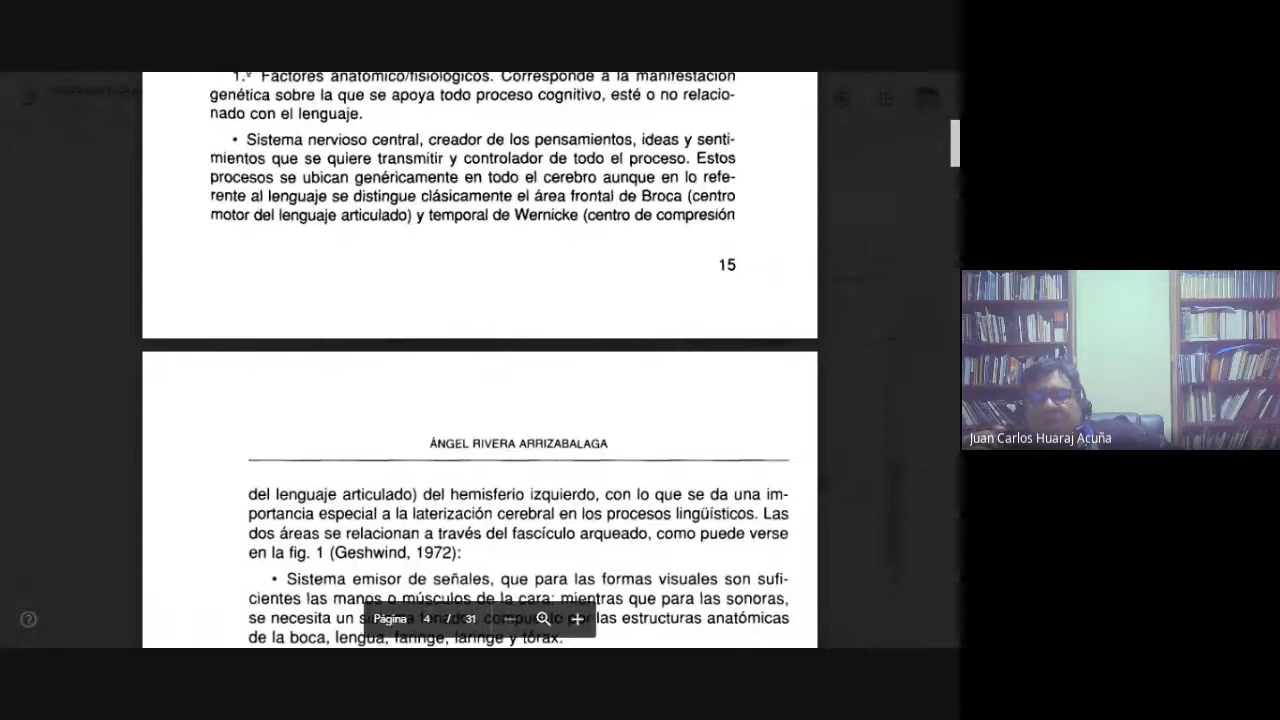 1.º Factores anatómico/fisiológicos. Corresponde a la manifestación
genética sobre la que se apoya todo proceso cognitivo, esté o no relacio-
nado con el lenguaje.
• Sistema nervioso central, creador de los pensamientos, ideas y senti-
mientos que se quiere transmitir y controlador de todo el proceso. Estos
procesos se ubican genéricamente en todo el cerebro aunque en lo refe-
rente al lenguaje se distingue clásicamente el área frontal de Broca (centro
motor del lenguaje articulado) y temporal de Wernicke (centro de compresión
15
ÁNGEL RIVERA ARRIZABALAGA
del lenguaje articulado) del hemisferio izquierdo, con lo que se da una im-
portancia especial a la laterización cerebral en los procesos lingüísticos. Las
dos áreas se relacionan a través del fascículo arqueado, como puede verse
en la fig. 1 (Geshwind, 1972):
• Sistema emisor de señales, que para las formas visuales son sufi-
cientes las manos o músculos de la cara; mientras que para las sonoras,
se necesita un sistema fonador, compuesto por las estructuras anatómicas
de la boca, lengua, faringe, laringe y tórax.
Página 4 / 31
Juan Carlos Huaraj Acuña